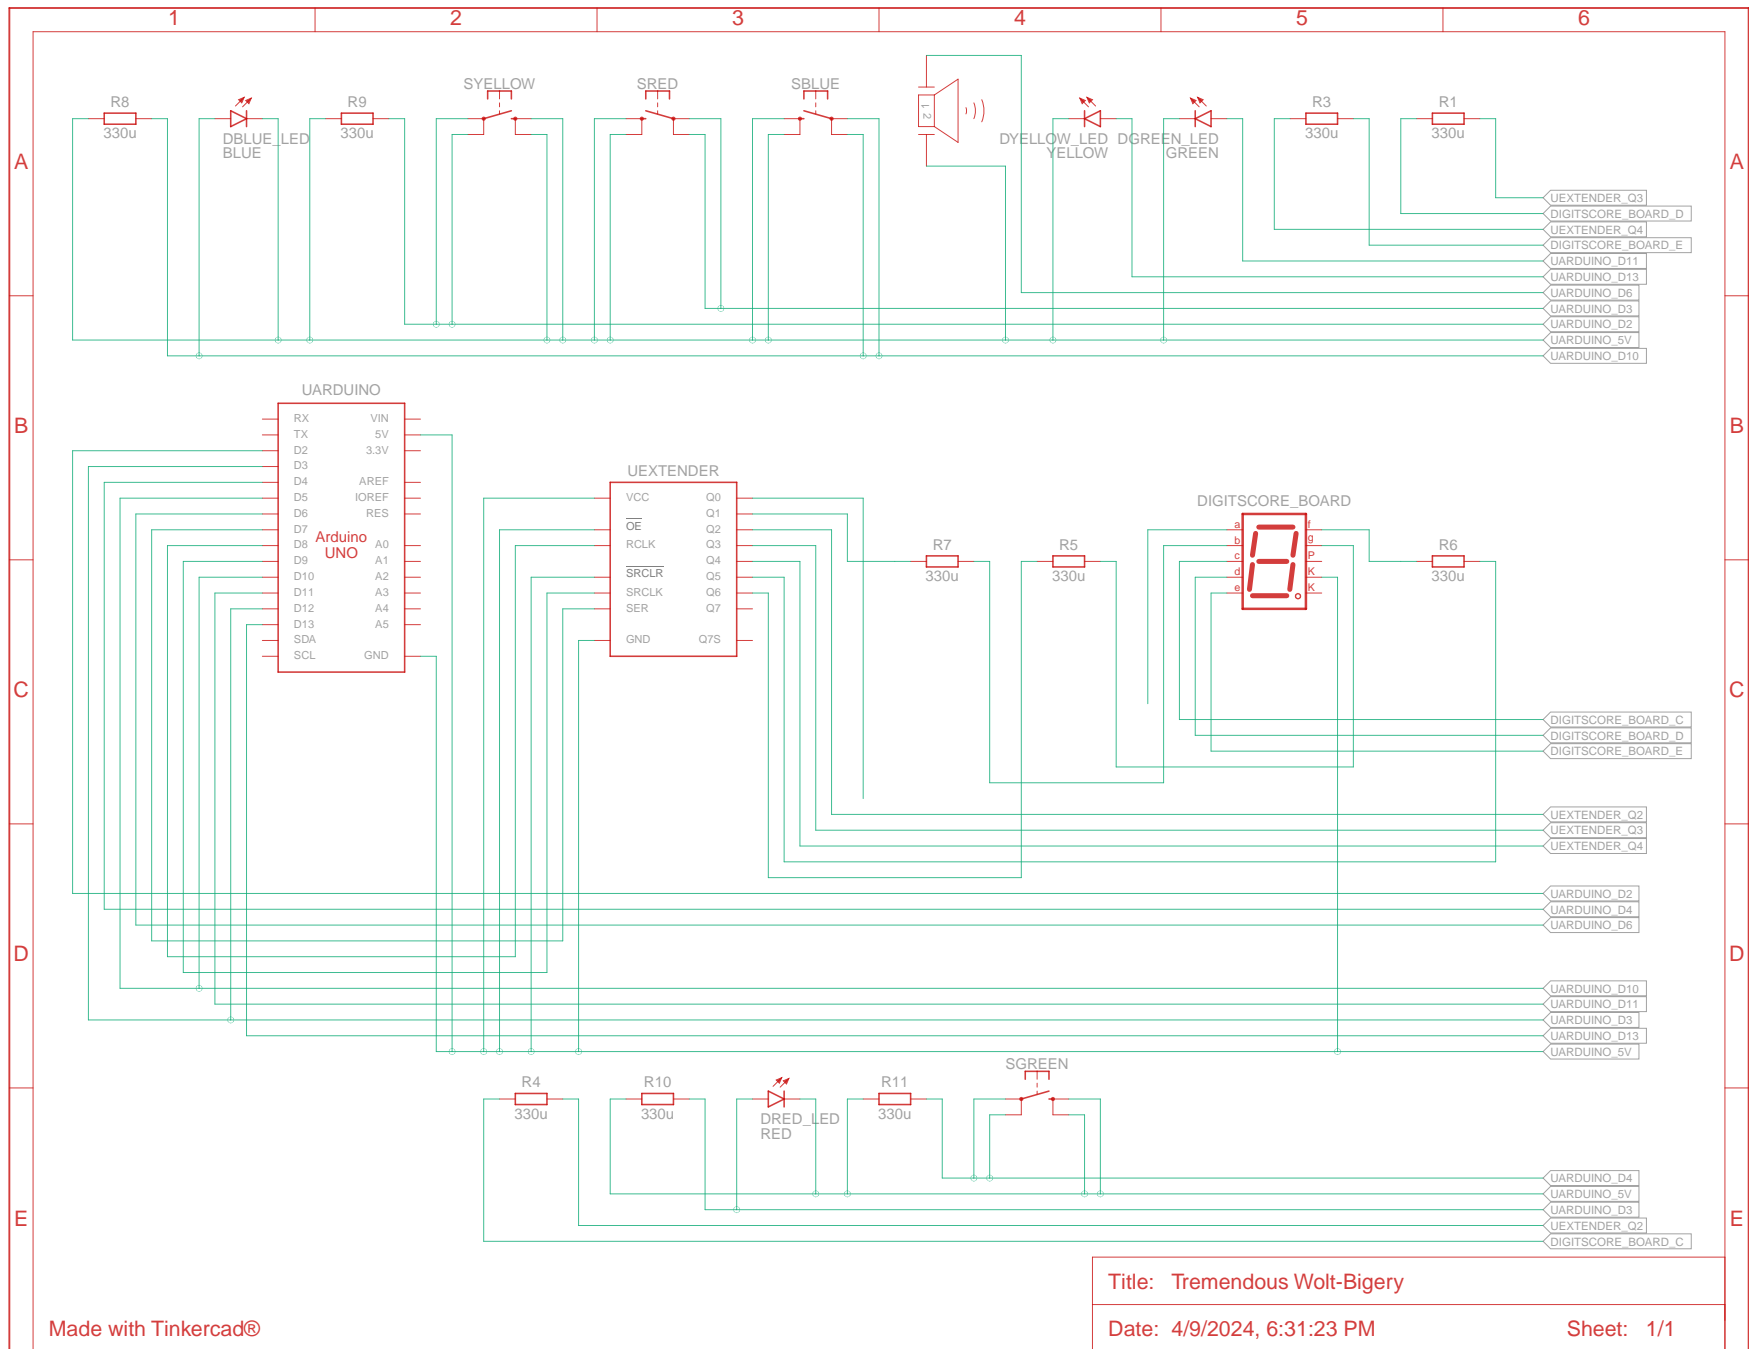 1 2 3 4 5 6
A A
B B
C C
D D
E E
R8
330u
DBLUE_LED
BLUE
R9
330u
SYELLOW
SRED
SBLUE
1
2
DYELLOW_LED
YELLOW
DGREEN_LED
GREEN
R3
330u
R1
330u
UEXTENDER_Q3
DIGITSCORE_BOARD_D
UEXTENDER_Q4
DIGITSCORE_BOARD_E
UARDUINO_D11
UARDUINO_D13
UARDUINO_D6
UARDUINO_D3
UARDUINO_D2
UARDUINO_5V
UARDUINO_D10
UARDUINO
RX VIN
TX 5V
D2 3.3V
D3
D4 AREF
D5 IOREF
D6 RES
D7
Arduino
UNO
D8 A0
D9 A1
D10 A2
D11 A3
D12 A4
D13 A5
SDA
SCL GND
UEXTENDER
VCC Q0
Q1
OE Q2
RCLK Q3
Q4
SRCLR Q5
SRCLK Q6
SER Q7
GND Q7S
R7
330u
R5
330u
DIGITSCORE_BOARD
a f
b g
c P
d K
e K
R6
330u
DIGITSCORE_BOARD_C
DIGITSCORE_BOARD_D
DIGITSCORE_BOARD_E
UEXTENDER_Q2
UEXTENDER_Q3
UEXTENDER_Q4
UARDUINO_D2
UARDUINO_D4
UARDUINO_D6
UARDUINO_D10
UARDUINO_D11
UARDUINO_D3
UARDUINO_D13
UARDUINO_5V
R4
330u
R10
330u
DRED_LED
RED
R11
330u
SGREEN
UARDUINO_D4
UARDUINO_5V
UARDUINO_D3
UEXTENDER_Q2
DIGITSCORE_BOARD_C
Title: Tremendous Wolt-Bigery
Made with Tinkercad®
Date: 4/9/2024, 6:31:23 PM Sheet: 1/1